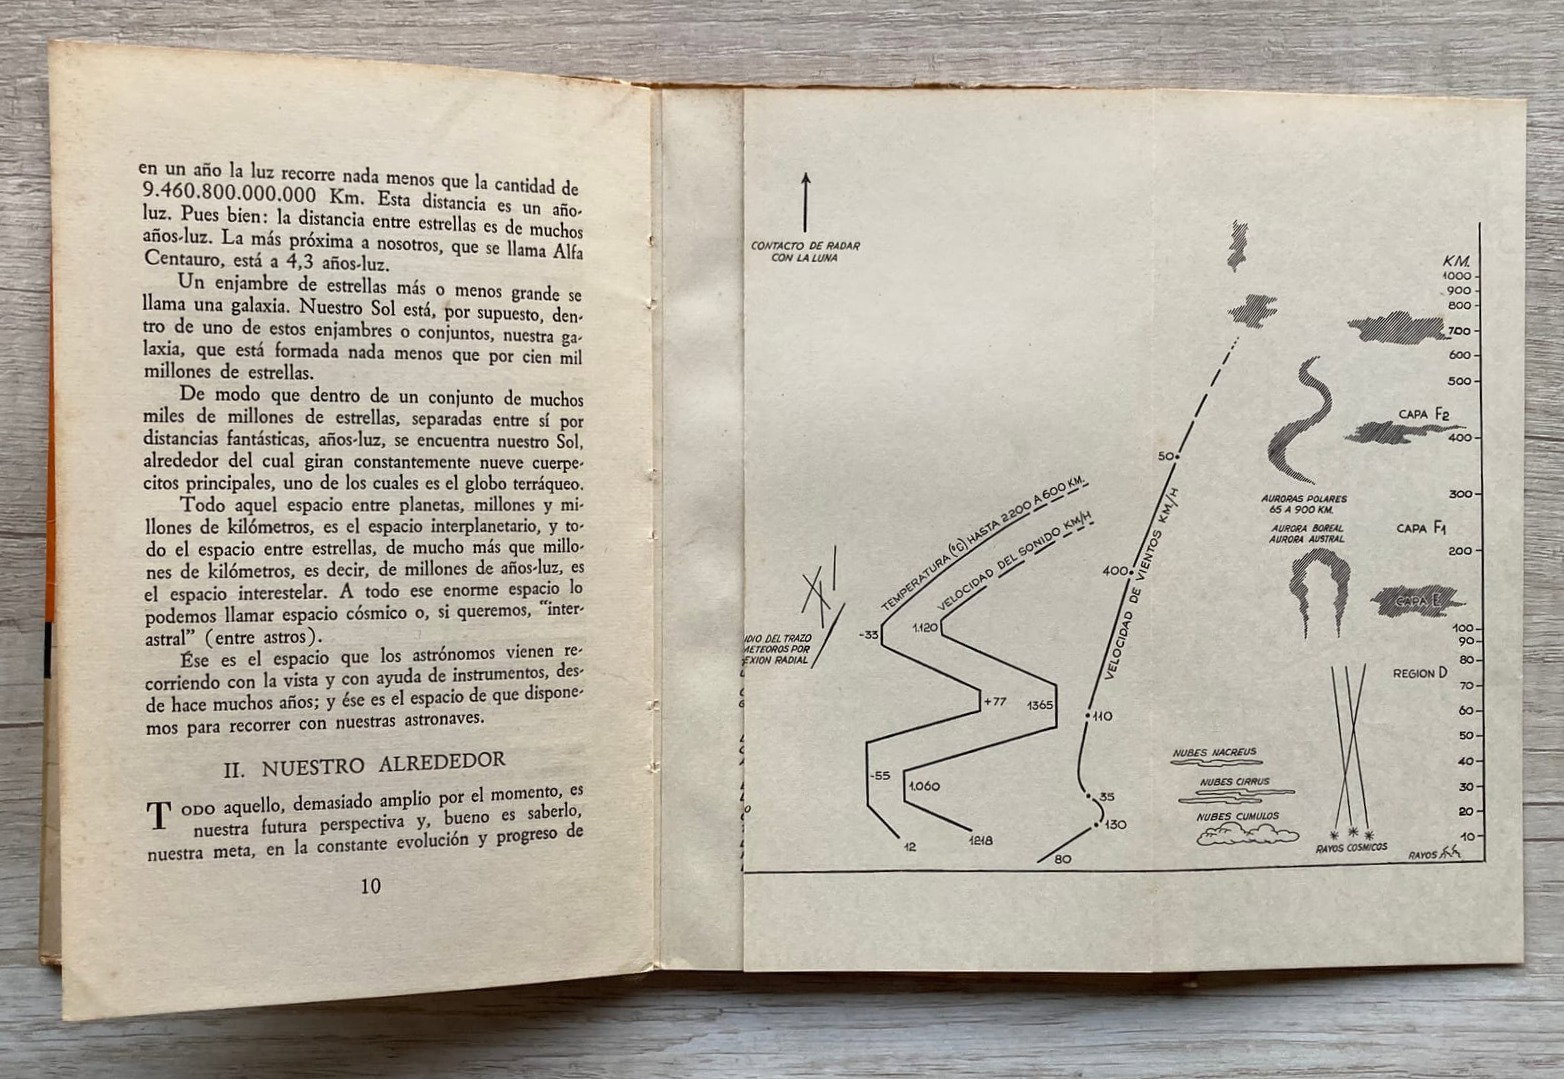 en un año la luz recorre nada menos que la cantidad de
9.460.800.000.000 Km. Esta distancia es un año-
luz. Pues bien: la distancia entre estrellas es de muchos
años-luz. La más próxima a nosotros, que se llama Alfa
Centauro, está a 4,3 años-luz.
Un enjambre de estrellas más o menos grande se
llama una galaxia. Nuestro Sol está, por supuesto, den-
tro de uno de estos enjambres o conjuntos, nuestra ga-
laxia, que está formada nada menos que por cien mil
millones de estrellas.
De modo que dentro de un conjunto de muchos
miles de millones de estrellas, separadas entre sí por
distancias fantásticas, años-luz, se encuentra nuestro Sol,
alrededor del cual giran constantemente nueve cuerpe-
citos principales, uno de los cuales es el globo terráqueo.
Todo aquel espacio entre planetas, millones y mi-
llones de kilómetros, es el espacio interplanetario, y to-
do el espacio entre estrellas, de mucho más que millo-
nes de kilómetros, es decir, de millones de años-luz, es
el espacio interestelar. A todo ese enorme espacio lo
podemos llamar espacio cósmico o, si queremos, "inter-
astral" (entre astros).
Ése es el espacio que los astrónomos vienen re-
corriendo con la vista y con ayuda de instrumentos, des-
de hace muchos años; y ése es el espacio de que dispone-
mos para recorrer con nuestras astronaves.
II. NUESTRO ALREDEDOR
TODO aquello, demasiado amplio por el momento, es
nuestra futura perspectiva y, bueno es saberlo,
nuestra meta, en la constante evolución y progreso de
10
CONTACTO DE RADAR
CON LA LUNA
IDIO DEL TRAZO
METEOROS POR
EXION RADIAL
TEMPERATURA (°C) HASTA 2200 A 600 KM.
-33
+77
-55
12
VELOCIDAD DEL SONIDO KM/H
1.120
1365
1.060
1218
VELOCIDAD DE VIENTOS KM/H
50
400
110
35
130
80
AURORAS POLARES
65 A 900 KM.
AURORA BOREAL
AURORA AUSTRAL
NUBES NACREUS
NUBES CIRRUS
NUBES CUMULOS
RAYOS COSMICOS
RAYOS
CAPA F2
CAPA F1
CAPA E
REGION D
KM.
1000
900
800
700
600
500
400
300
200
100
90
80
70
60
50
40
30
20
10